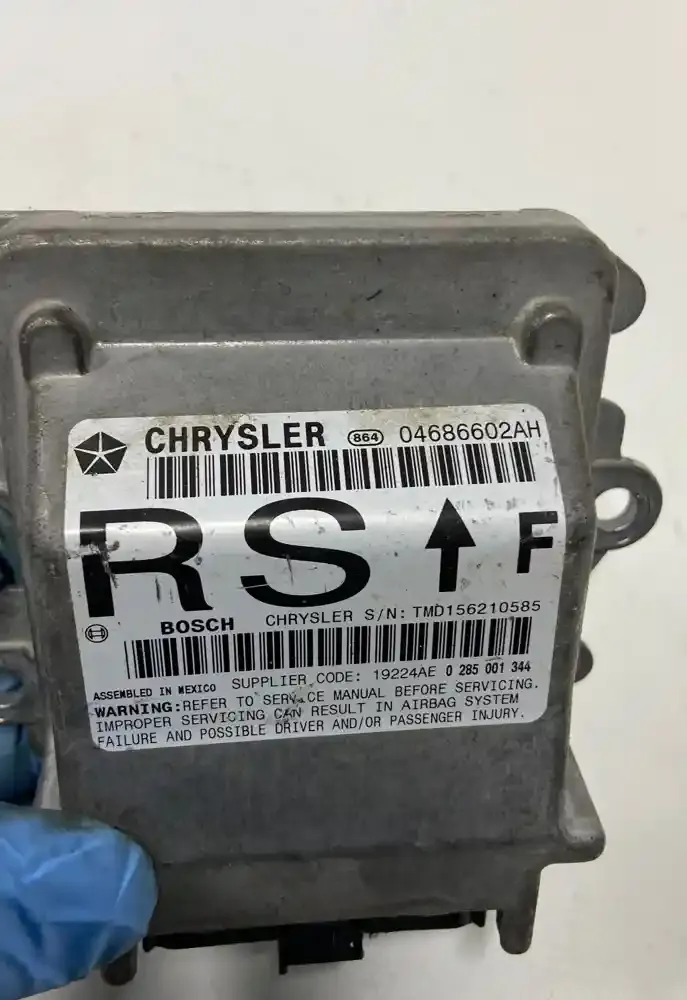 CHRYSLER 864 04686602AH
RS F
BOSCH CHRYSLER S/N: TMD156210585
ASSEMBLED IN MEXICO SUPPLIER CODE: 19224AE 0 285 001 344
WARNING:REFER TO SERVICE MANUAL BEFORE SERVICING.
IMPROPER SERVICING CAN RESULT IN AIRBAG SYSTEM
FAILURE AND POSSIBLE DRIVER AND/OR PASSENGER INJURY.